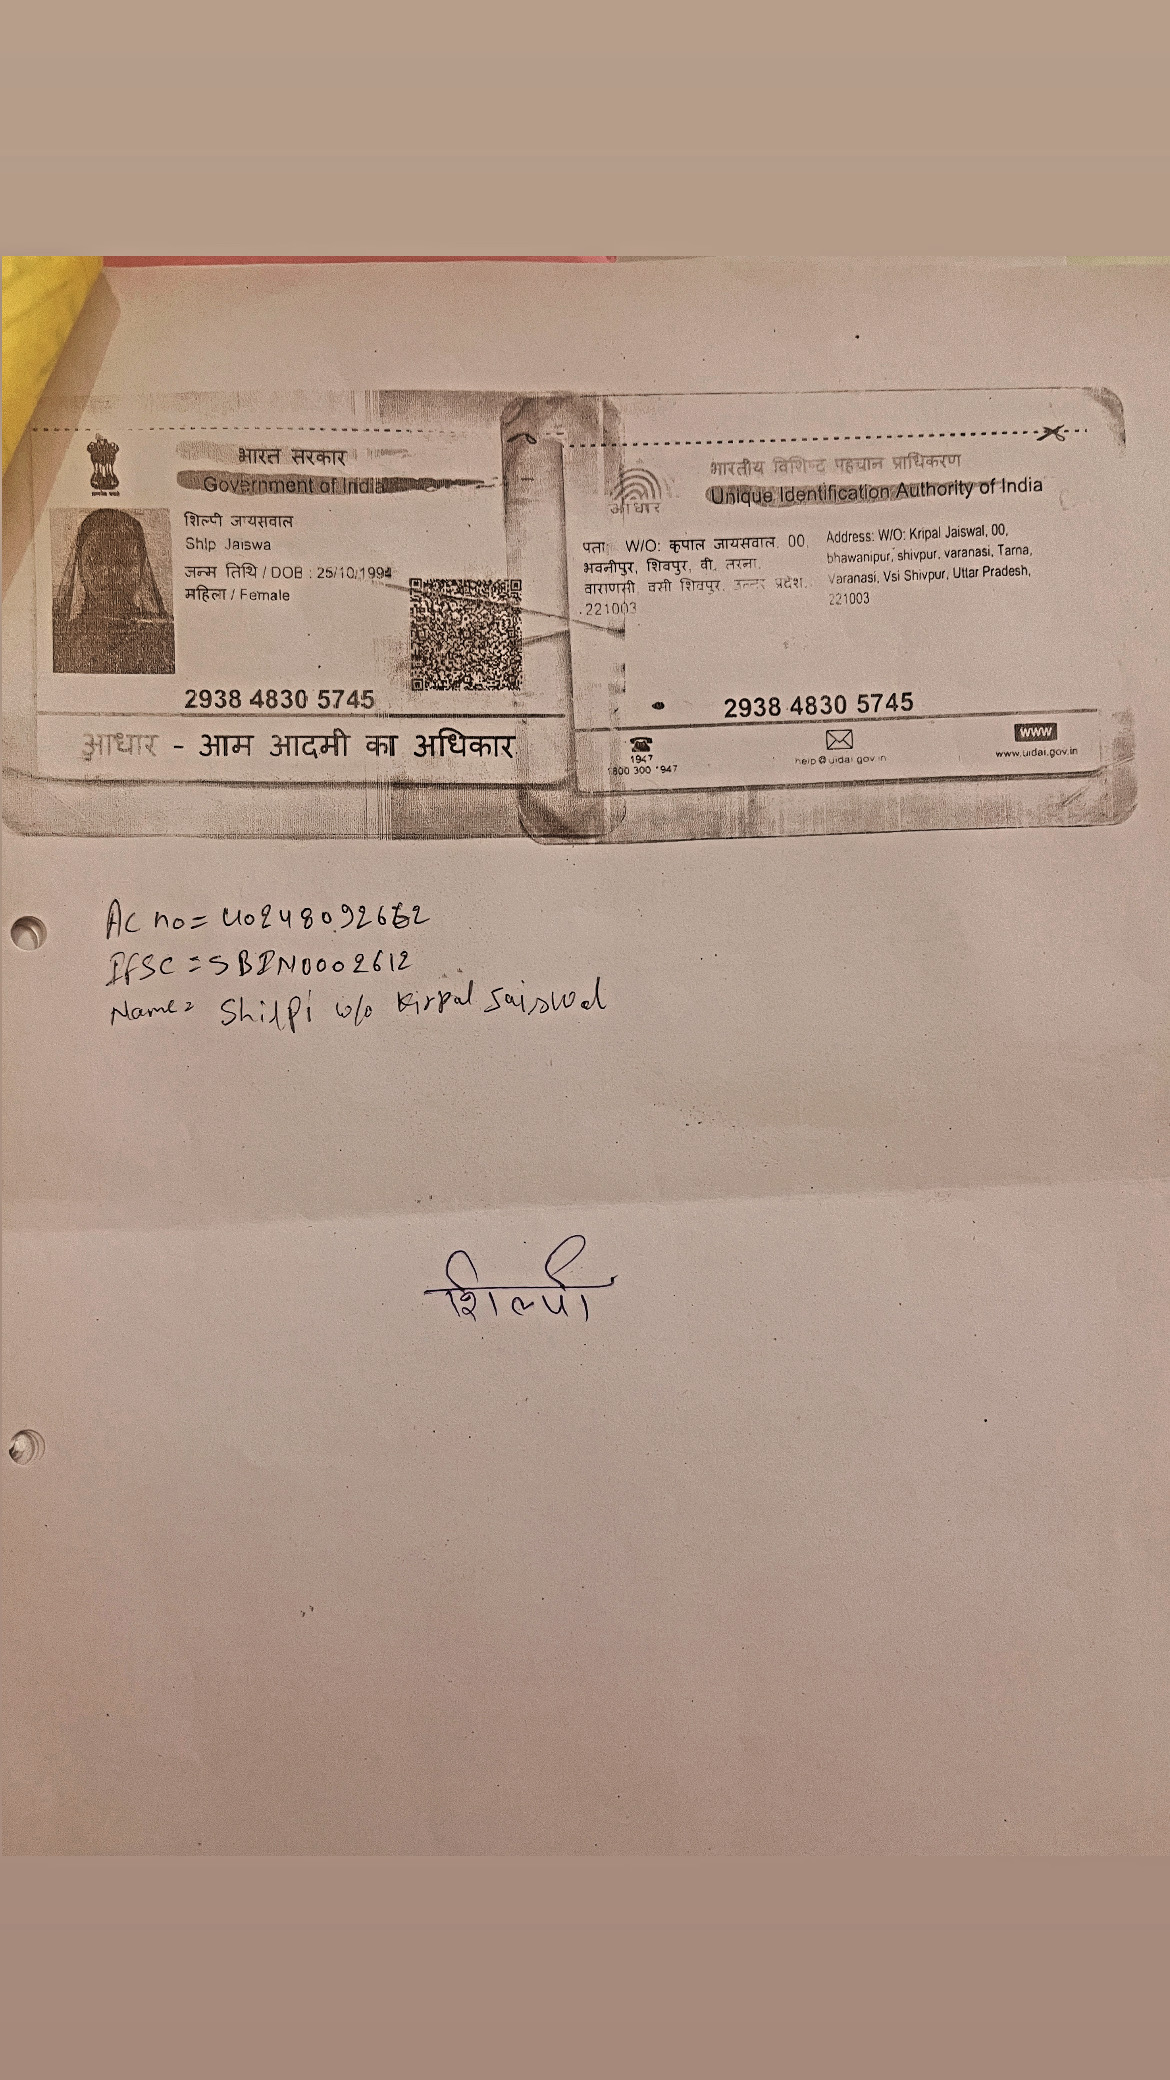 भारत सरकार
Government of India
शिल्पी जायसवाल
Ship Jaiswa
जन्म तिथि / DOB : 25/10/1994
महिला / Female
2938 4830 5745
आधार - आम आदमी का अधिकार
भारतीय विशिष्ट पहचान प्राधिकरण
Unique Identification Authority of India
आधार
पता: W/O: कृपाल जायसवाल, 00,
भवनीपुर, शिवपुर, वी, तरना,
वाराणसी, वसी शिवपुर, उत्तर प्रदेश,
221003
Address: W/O: Kripal Jaiswal, 00,
bhawanipur, shivpur, varanasi, Tarna,
Varanasi, Vsi Shivpur, Uttar Pradesh,
221003
2938 4830 5745
1947
1800 300 1947
help@uidai.gov.in
www
www.uidai.gov.in
Ac no =
IFSC = SBIN0002612
Name = Shilpi w/o Kirpal Jaiswal
शिल्पी